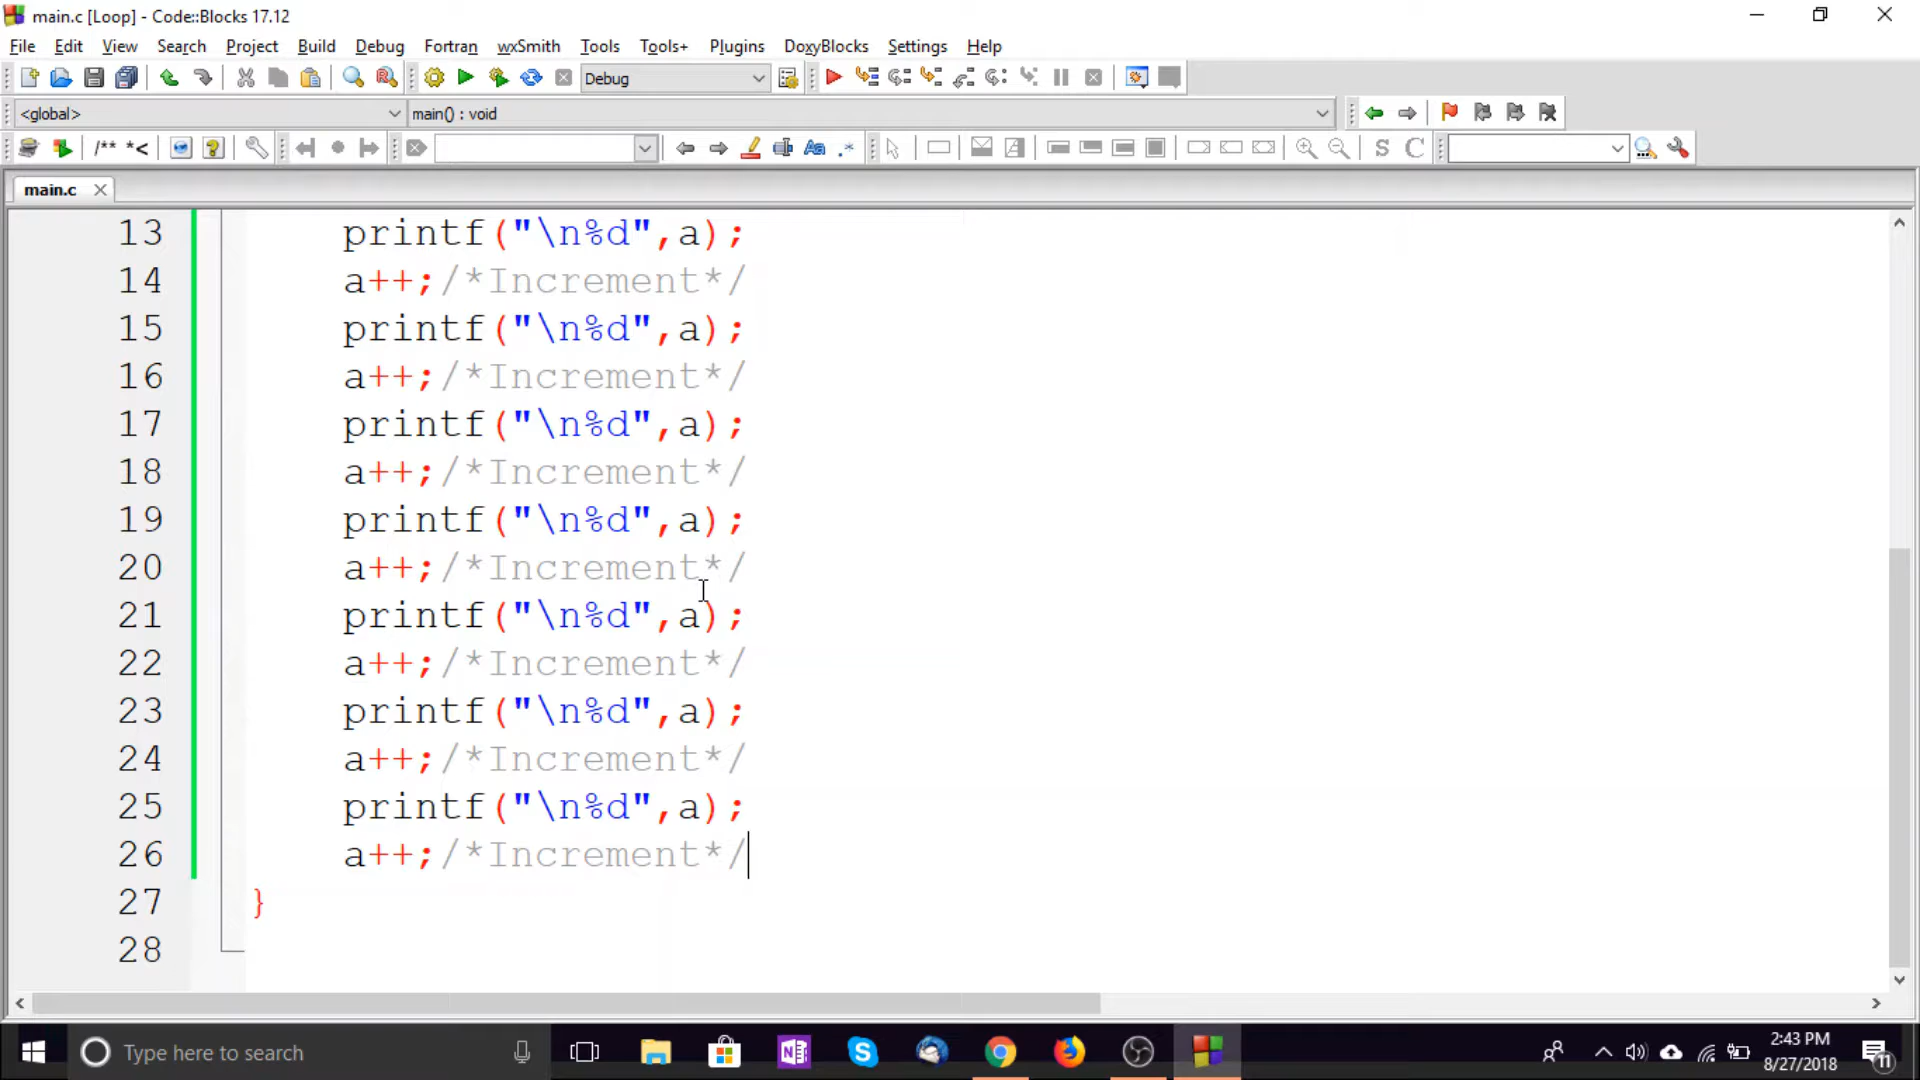 main.c [Loop] - Code::Blocks 17.12
File Edit View Search Project Build Debug Fortran wxSmith Tools Tools+ Plugins DoxyBlocks Settings Help
Debug
<global> main() : void
/** *< Aa .* S C
main.c
13 printf("\n%d",a);
14 a++;/*Increment*/
15 printf("\n%d",a);
16 a++;/*Increment*/
17 printf("\n%d",a);
18 a++;/*Increment*/
19 printf("\n%d",a);
20 a++;/*Increment*/
21 printf("\n%d",a);
22 a++;/*Increment*/
23 printf("\n%d",a);
24 a++;/*Increment*/
25 printf("\n%d",a);
26 a++;/*Increment*/
27 }
28
Type here to search
2:43 PM
8/27/2018
11